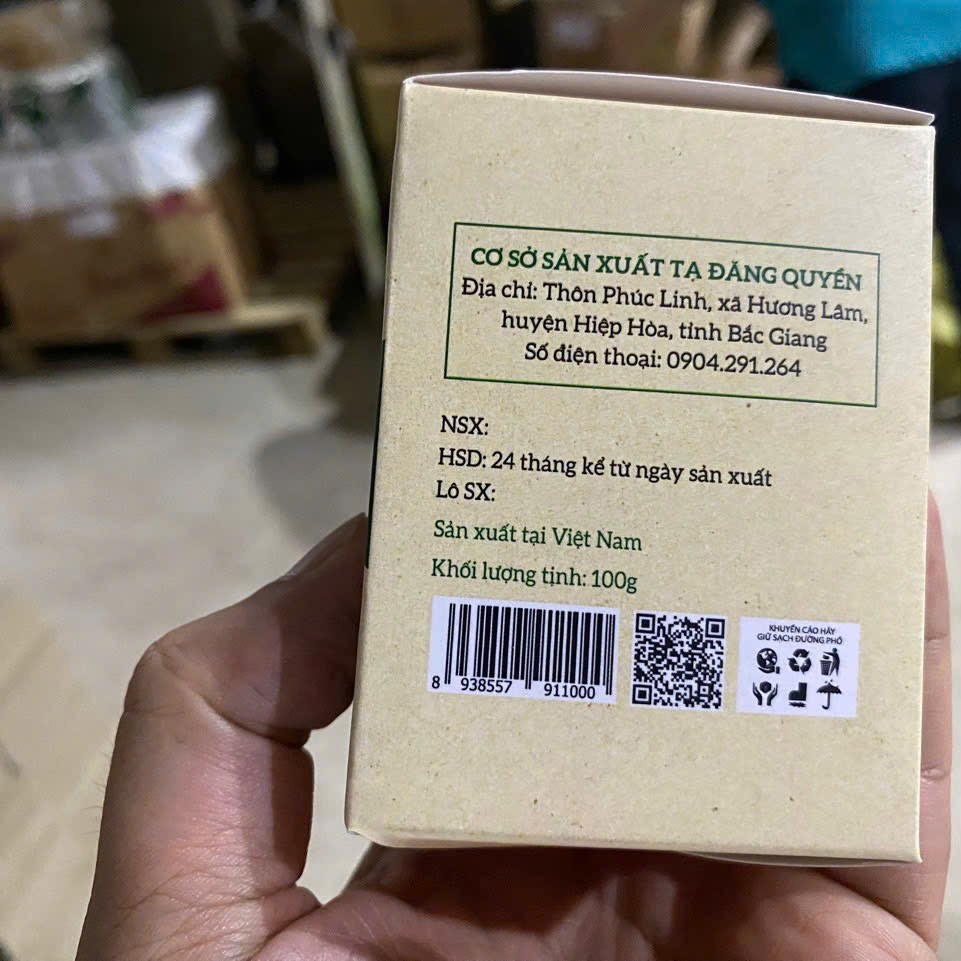 CƠ SỞ SẢN XUẤT TẠ ĐĂNG QUYỀN
Địa chỉ: Thôn Phúc Linh, xã Hương Lâm,
huyện Hiệp Hòa, tỉnh Bắc Giang
Số điện thoại: 0904.291.264
NSX:
HSD: 24 tháng kể từ ngày sản xuất
Lô SX:
Sản xuất tại Việt Nam
Khối lượng tịnh: 100g
8 938557 911000
KHUYẾN CÁO HÃY
GIỮ SẠCH ĐƯỜNG PHỐ